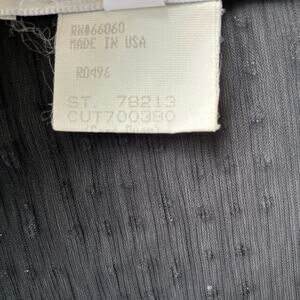 RN#66060
MADE IN USA
R0496
ST. 78213
CUT700380